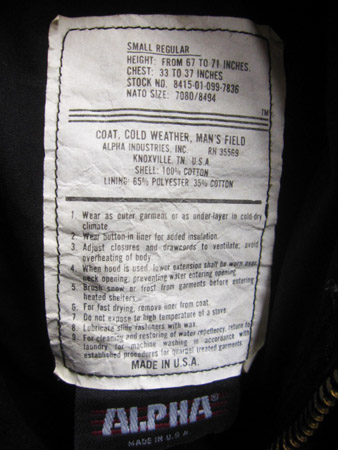 SMALL REGULAR
HEIGHT: FROM 67 TO 71 INCHES.
CHEST: 33 TO 37 INCHES.
STOCK NO. 8415-01-099-7836
NATO SIZE: 7080/8494
TM
COAT, COLD WEATHER, MAN'S FIELD
ALPHA INDUSTRIES, INC. RN 35569
KNOXVILLE, TN. U.S.A.
SHELL: 100% COTTON
LINING: 65% POLYESTER 35% COTTON
1. Wear as outer garment or as under-layer in cold-dry
climate.
2. Wear button-in liner for added insulation.
3. Adjust closures and drawcords to ventilate; avoid
overheating of body.
4. When hood is used, lower extension shall be worn over
neck opening, preventing water entering opening.
5. Brush snow or frost from garments before entering
heated shelters.
6. For fast drying, remove liner from coat.
7. Do not expose to high temperature of a stove.
8. Lubricate slide fasteners with wax.
9. For cleaning and restoring of water repellency, return to
laundry for machine washing in accordance with
established procedures for quarpel treated garments.
MADE IN U.S.A.
ALPHA®
MADE IN U.S.A.